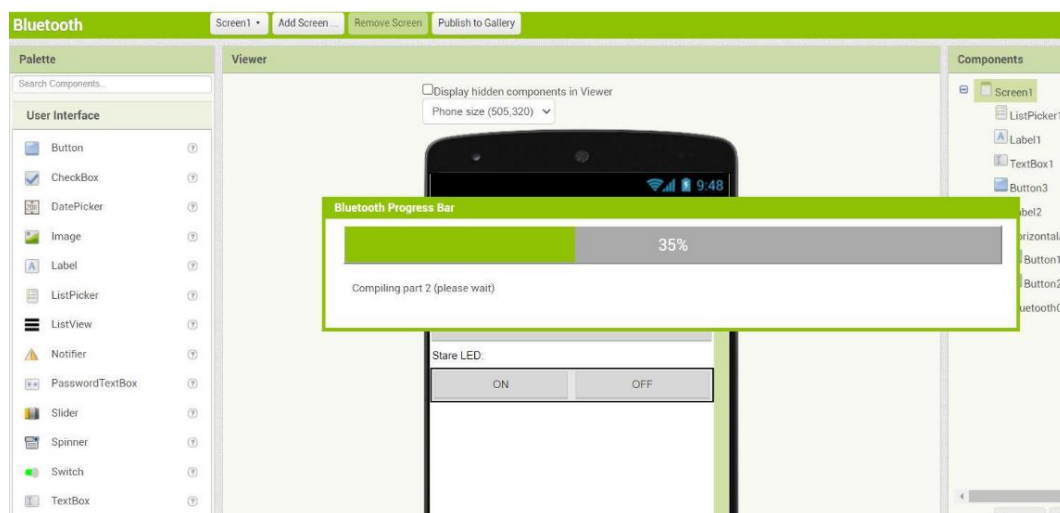 Bluetooth
Screen1
Add Screen ...
Remove Screen
Publish to Gallery
Palette
Search Components...
User Interface
Button
CheckBox
DatePicker
Image
Label
ListPicker
ListView
Notifier
PasswordTextBox
Slider
Spinner
Switch
TextBox
Viewer
Display hidden components in Viewer
Phone size (505,320)
9:48
Bluetooth Progress Bar
35%
Compiling part 2 (please wait)
Stare LED:
ON
OFF
Components
Screen1
ListPicker1
Label1
TextBox1
Button3
bel2
orizontal
Button1
Button2
uetooth